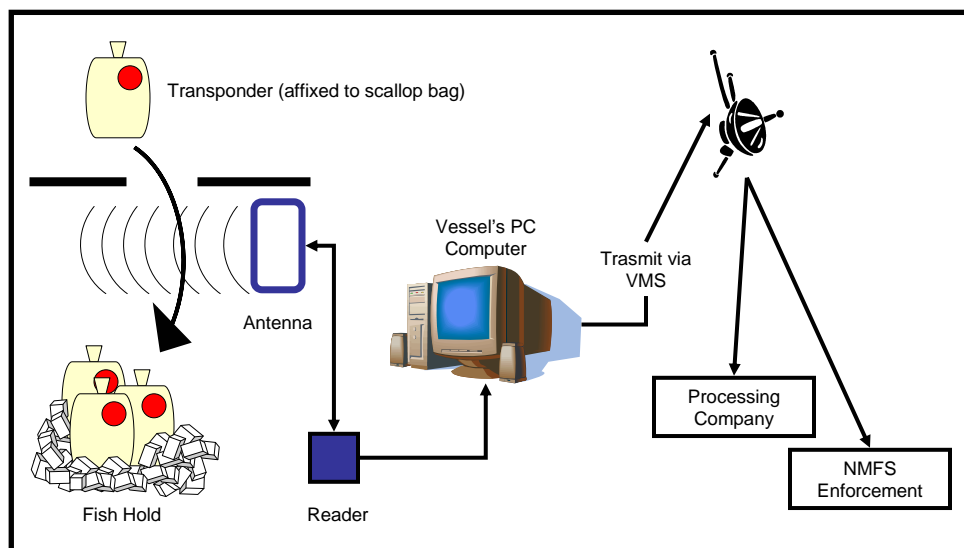 Transponder (affixed to scallop bag)
Vessel's PC
Computer
Trasmit via
VMS
Antenna
Processing
Company
NMFS
Enforcement
Fish Hold
Reader